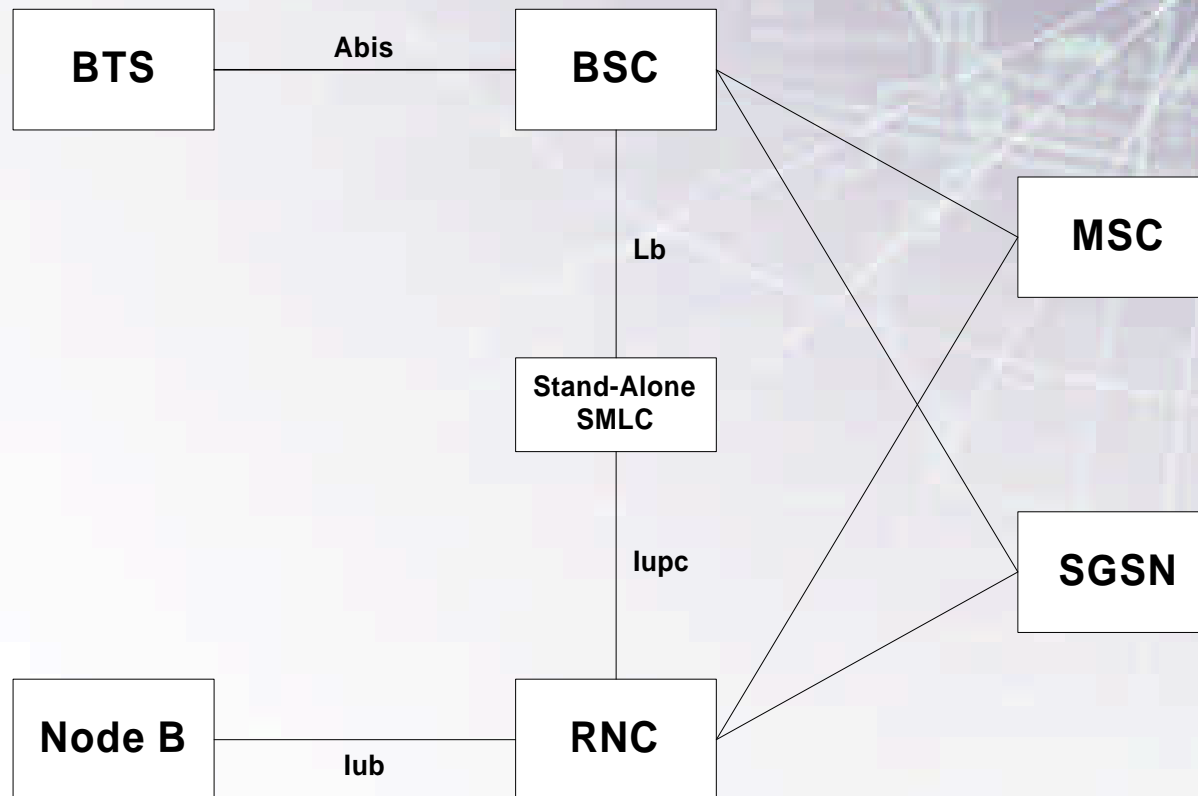 BTS
Abis
BSC
MSC
Lb
Stand-Alone
SMLC
Iupc
SGSN
Node B
Iub
RNC